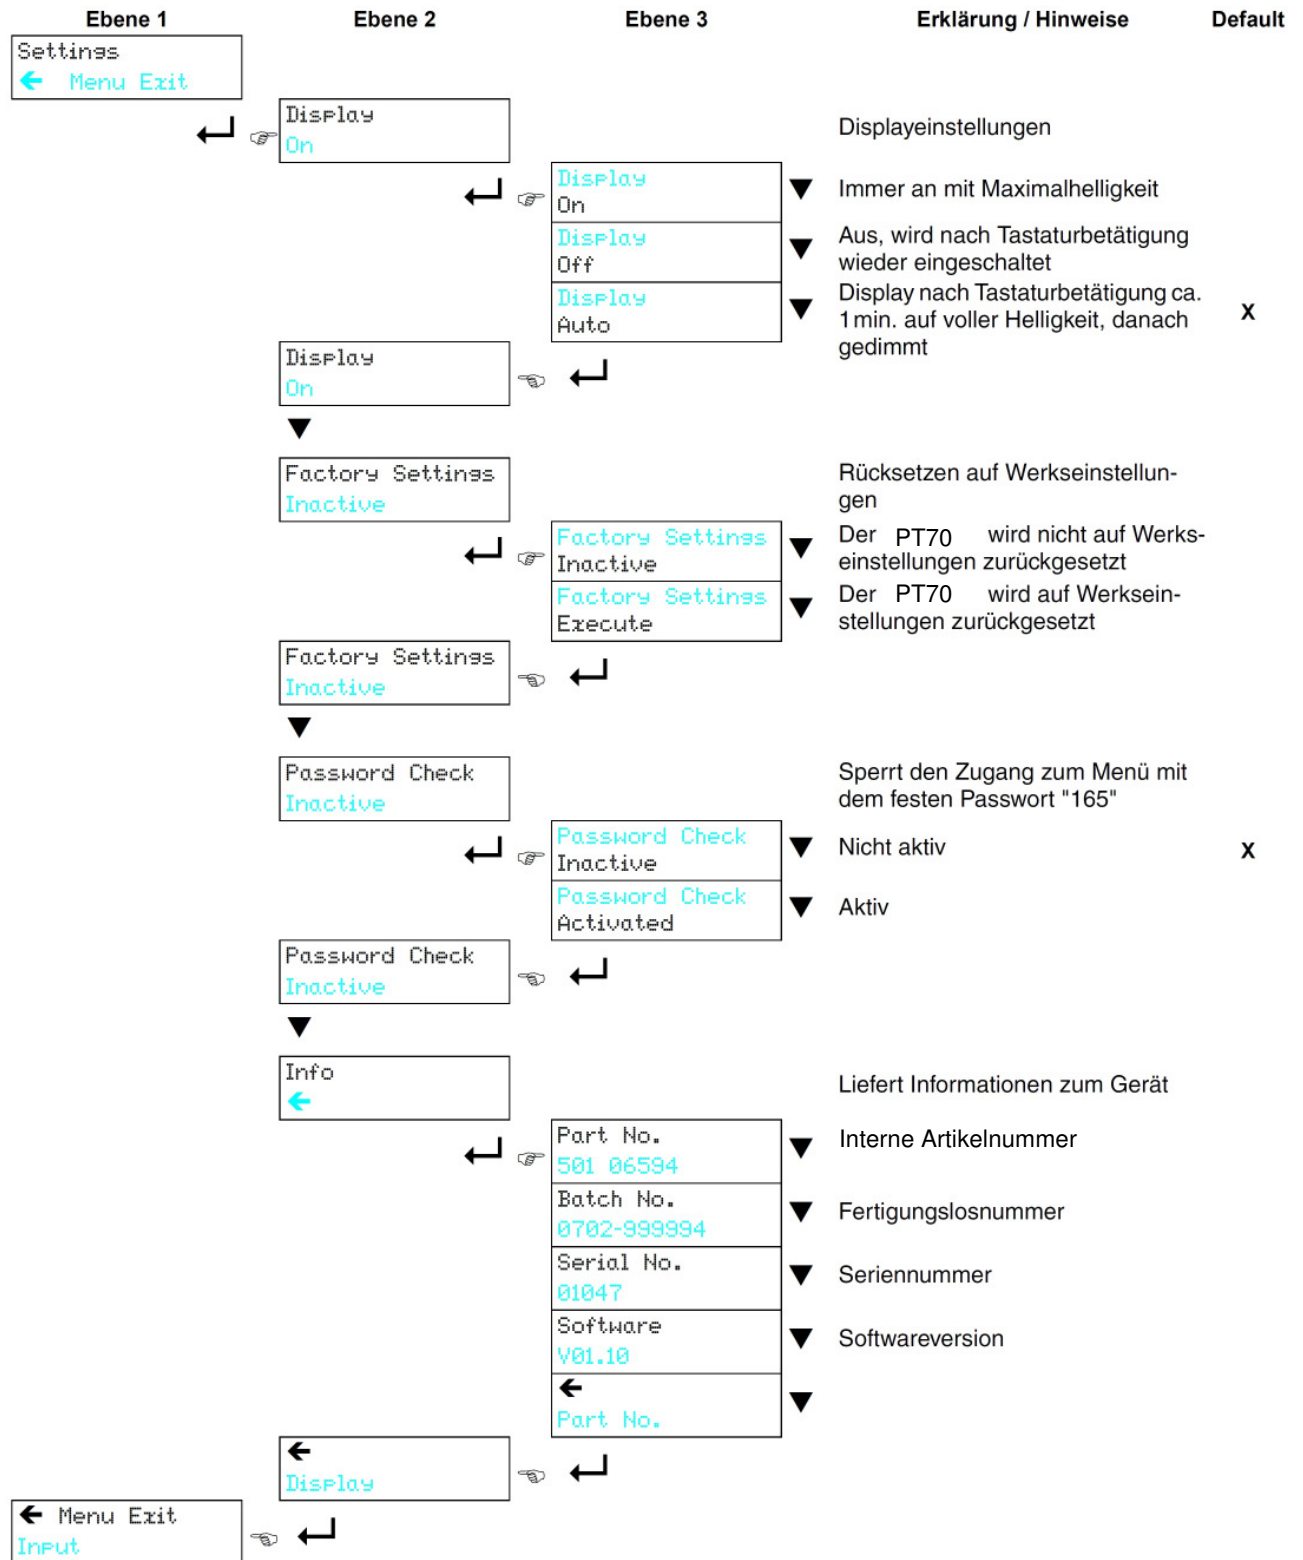 Ebene 1 Ebene 2 Ebene 3 Erklärung / Hinweise Default
Settings
← Menu Exit
Display
On
Displayeinstellungen
Display
On
Immer an mit Maximalhelligkeit
Display
Off
Aus, wird nach Tastaturbetätigung
wieder eingeschaltet
Display
Auto
Display nach Tastaturbetätigung ca.
1 min. auf voller Helligkeit, danach
gedimmt
X
Display
On
Factory Settings
Inactive
Rücksetzen auf Werkseinstellun-
gen
Factory Settings
Inactive
Der PT70 wird nicht auf Werks-
einstellungen zurückgesetzt
Factory Settings
Execute
Der PT70 wird auf Werksein-
stellungen zurückgesetzt
Factory Settings
Inactive
Password Check
Inactive
Sperrt den Zugang zum Menü mit
dem festen Passwort "165"
Password Check
Inactive
Nicht aktiv
X
Password Check
Activated
Aktiv
Password Check
Inactive
Info
←
Liefert Informationen zum Gerät
Part No.
501 06594
Interne Artikelnummer
Batch No.
0702-999994
Fertigungslosnummer
Serial No.
01047
Seriennummer
Software
V01.10
Softwareversion
←
Part No.
←
Display
← Menu Exit
Input